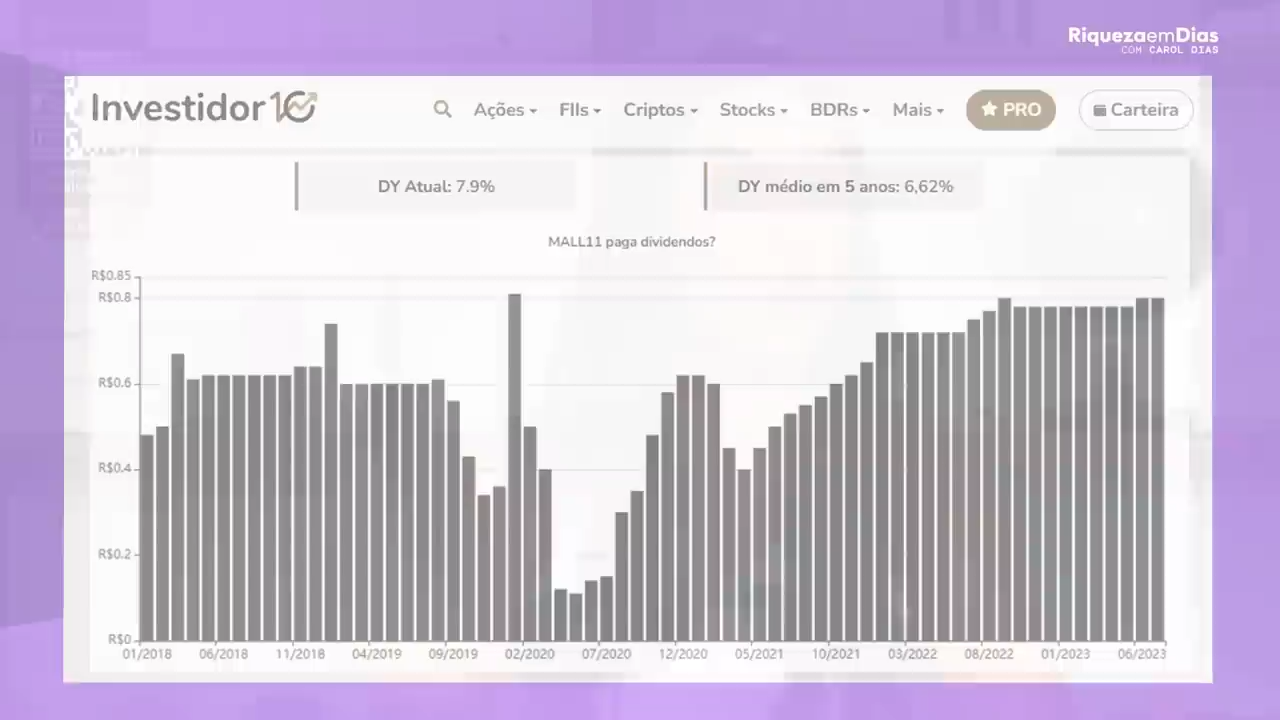 RiquezaemDias
COM CAROL DIAS
Investidor 10
Ações
FIIs
Criptos
Stocks
BDRs
Mais
PRO
Carteira
DY Atual: 7.9%
DY médio em 5 anos: 6,62%
MALL11 paga dividendos?
R$0.85
R$0.8
R$0.6
R$0.4
R$0.2
R$0
01/2018 06/2018 11/2018 04/2019 09/2019 02/2020 07/2020 12/2020 05/2021 10/2021 03/2022 08/2022 01/2023 06/2023